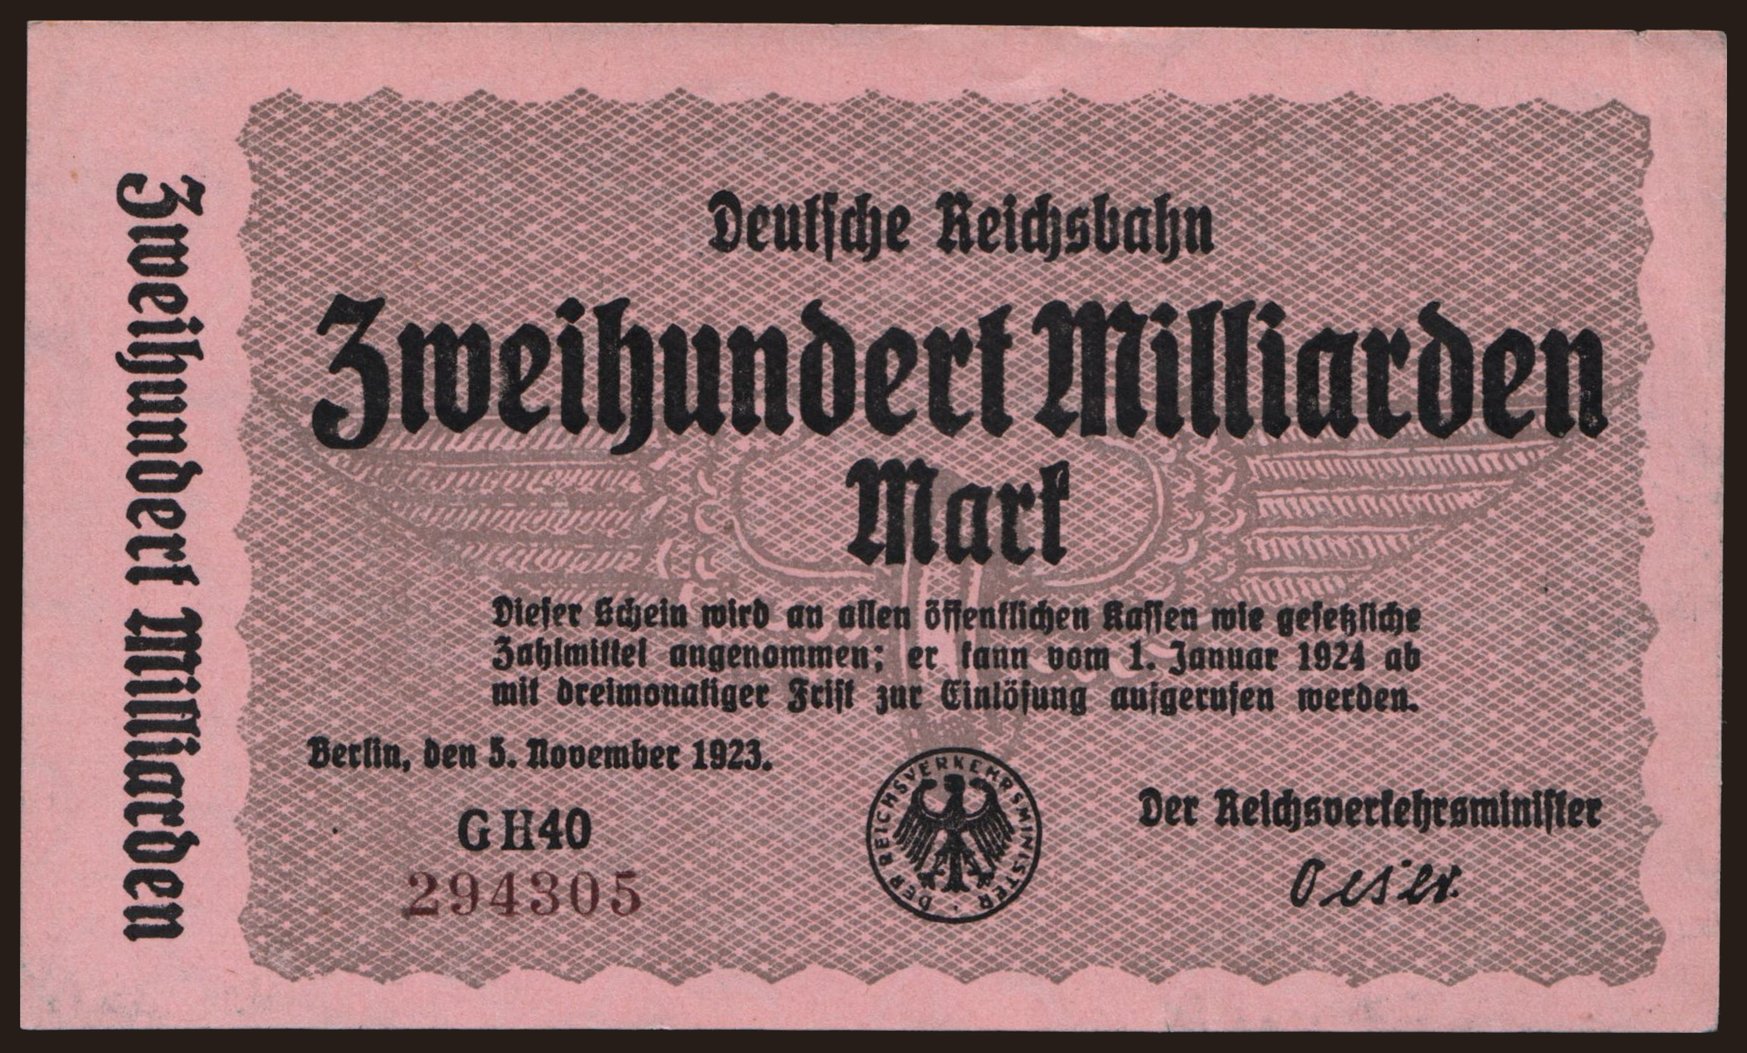 Deutsche Reichsbahn
Zweihundert Milliarden
Mark
Dieser Schein wird an allen öffentlichen Kassen wie gesetzliche
Zahlmittel angenommen; er kann vom 1. Januar 1924 ab
mit dreimonatiger Frist zur Einlösung aufgerufen werden.
Berlin, den 5. November 1923.
GH40
294305
DER REICHSVERKEHRSMINISTER
Der Reichsverkehrsminister
Oeser.
Zweihundert Milliarden